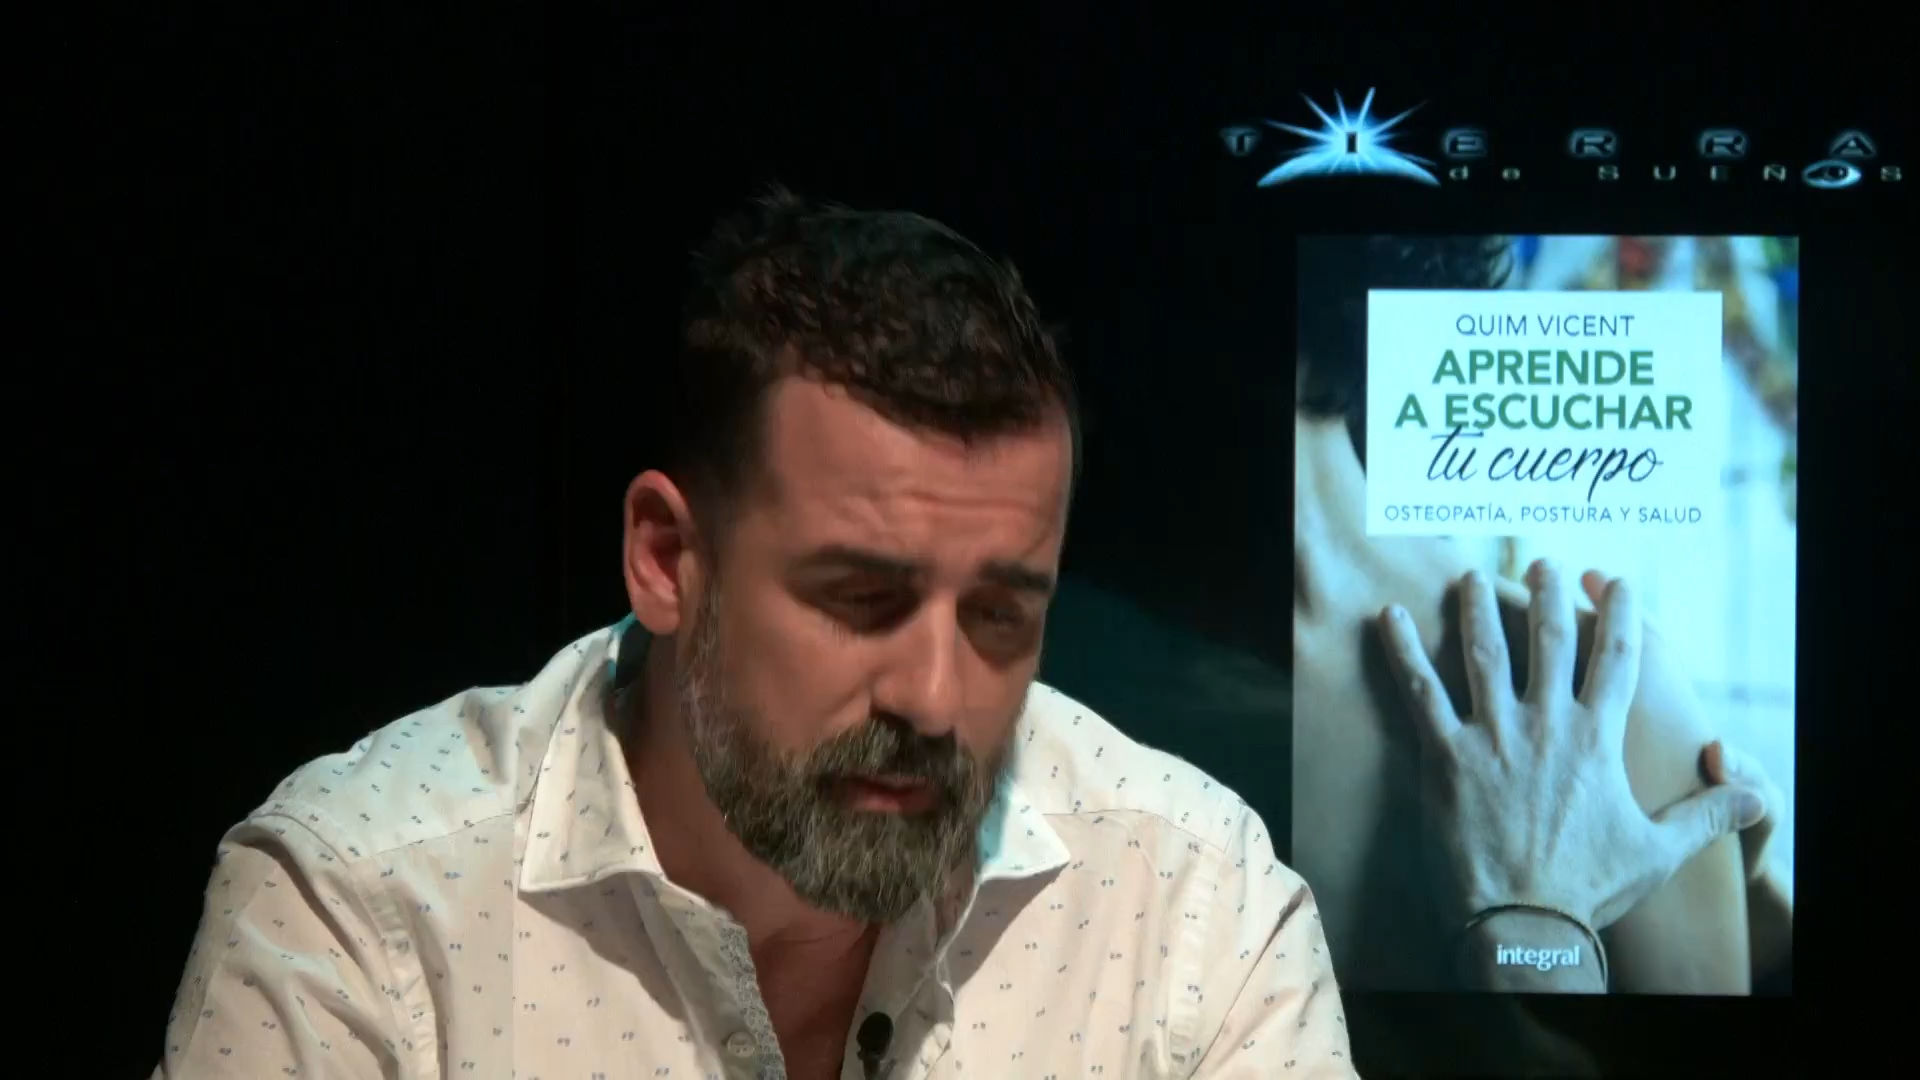 TIERRA
de SUEÑOS
QUIM VICENT
APRENDE
A ESCUCHAR
tu cuerpo
OSTEOPATÍA, POSTURA Y SALUD
integral